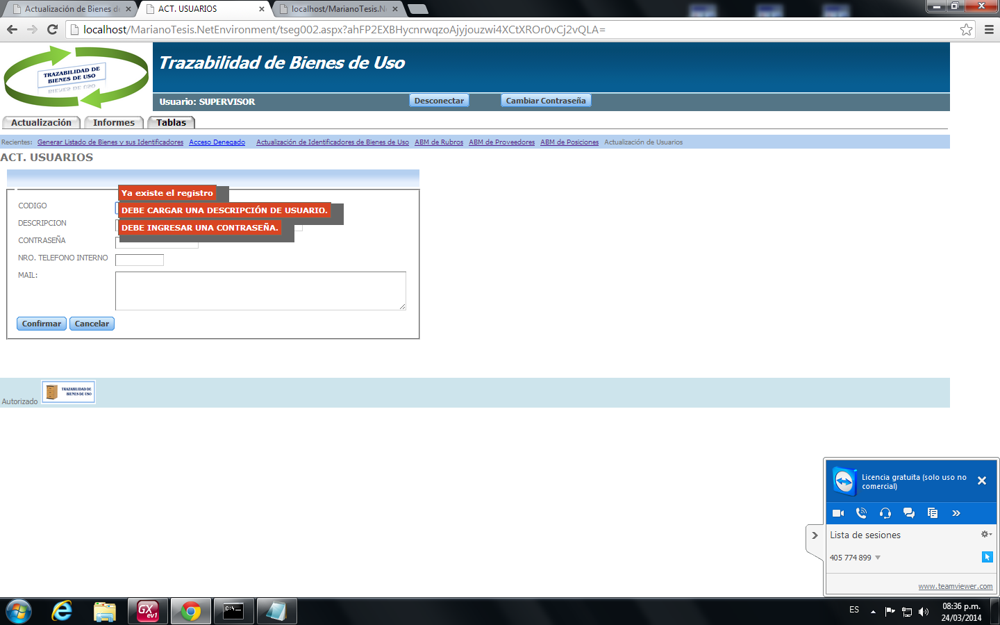 Actualización de Bienes de
ACT. USUARIOS
localhost/MarianoTesis.Ne
localhost/MarianoTesis.NetEnvironment/tseg002.aspx?ahFP2EXBHycnrwqzoAjyjouzwi4XCtXROr0vCj2vQLA=
TRAZABILIDAD DE
BIENES DE USO
Trazabilidad de Bienes de Uso
Usuario: SUPERVISOR
Desconectar
Cambiar Contraseña
Actualización
Informes
Tablas
Recientes: Generar Listado de Bienes y sus Identificadores Acceso Denegado Actualización de Identificadores de Bienes de Uso ABM de Rubros ABM de Proveedores ABM de Posiciones Actualización de Usuarios
ACT. USUARIOS
Ya existe el registro
CODIGO
DEBE CARGAR UNA DESCRIPCIÓN DE USUARIO.
DESCRIPCION
DEBE INGRESAR UNA CONTRASEÑA.
CONTRASEÑA
NRO. TELEFONO INTERNO
MAIL:
Confirmar
Cancelar
Autorizado
TRAZABILIDAD DE
BIENES DE USO
Licencia gratuita (solo uso no
comercial)
Lista de sesiones
405 774 899
www.teamviewer.com
GX
ev1
C:\.
ES
08:36 p.m.
24/03/2014